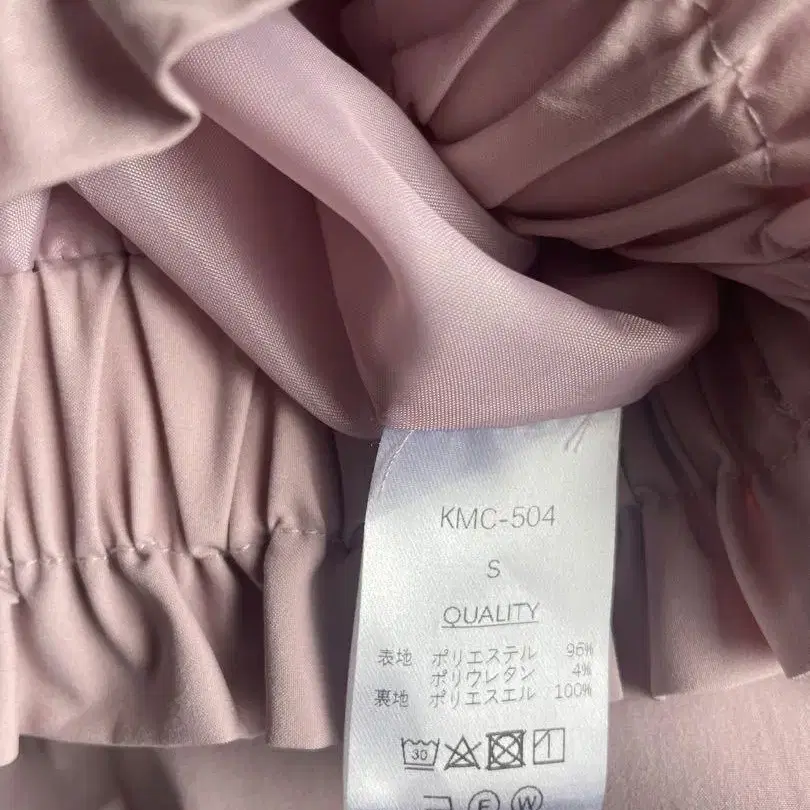 KMC-504
S
QUALITY
表地 ポリエステル 96%
ポリウレタン 4%
裏地 ポリエスエル 100%
30
F W